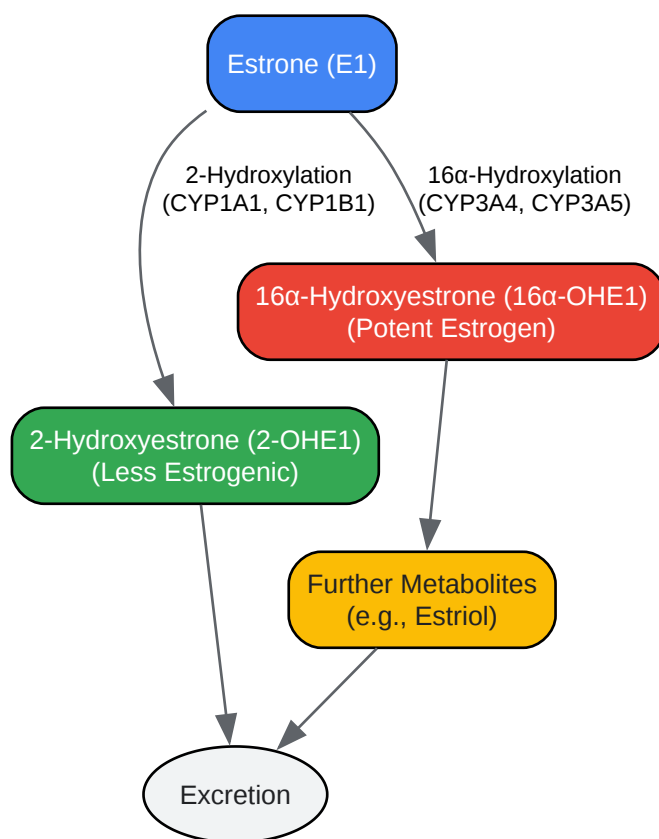 Estrone (E1)
2-Hydroxylation
(CYP1A1, CYP1B1)
16α-Hydroxylation
(CYP3A4, CYP3A5)
16α-Hydroxyestrone (16α-OHE1)
(Potent Estrogen)
2-Hydroxyestrone (2-OHE1)
(Less Estrogenic)
Further Metabolites
(e.g., Estriol)
Excretion